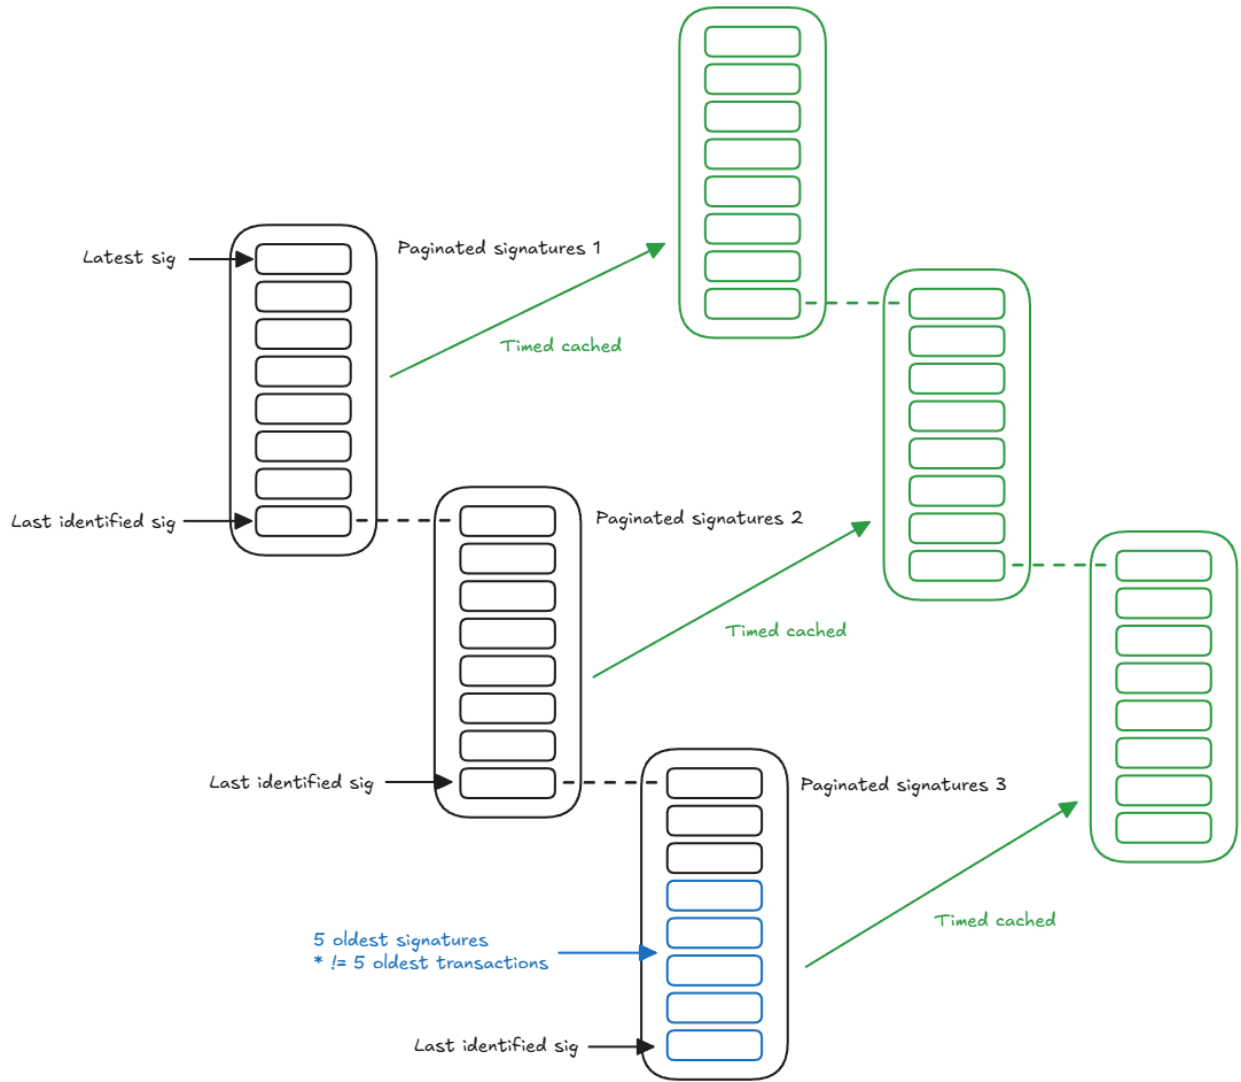 Latest sig
Paginated signatures 1
Timed cached
Last identified sig
Paginated signatures 2
Timed cached
Last identified sig
Paginated signatures 3
Timed cached
5 oldest signatures
* != 5 oldest transactions
Last identified sig